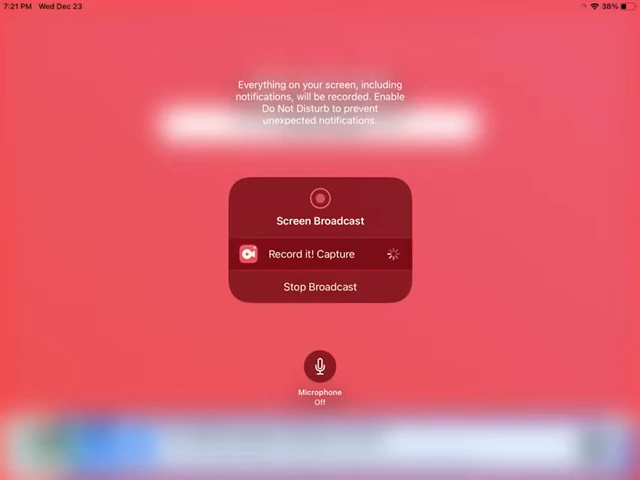 7:21 PM Wed Dec 23
38%
Everything on your screen, including
notifications, will be recorded. Enable
Do Not Disturb to prevent
unexpected notifications.
Screen Broadcast
Record it! Capture
Stop Broadcast
Microphone
Off